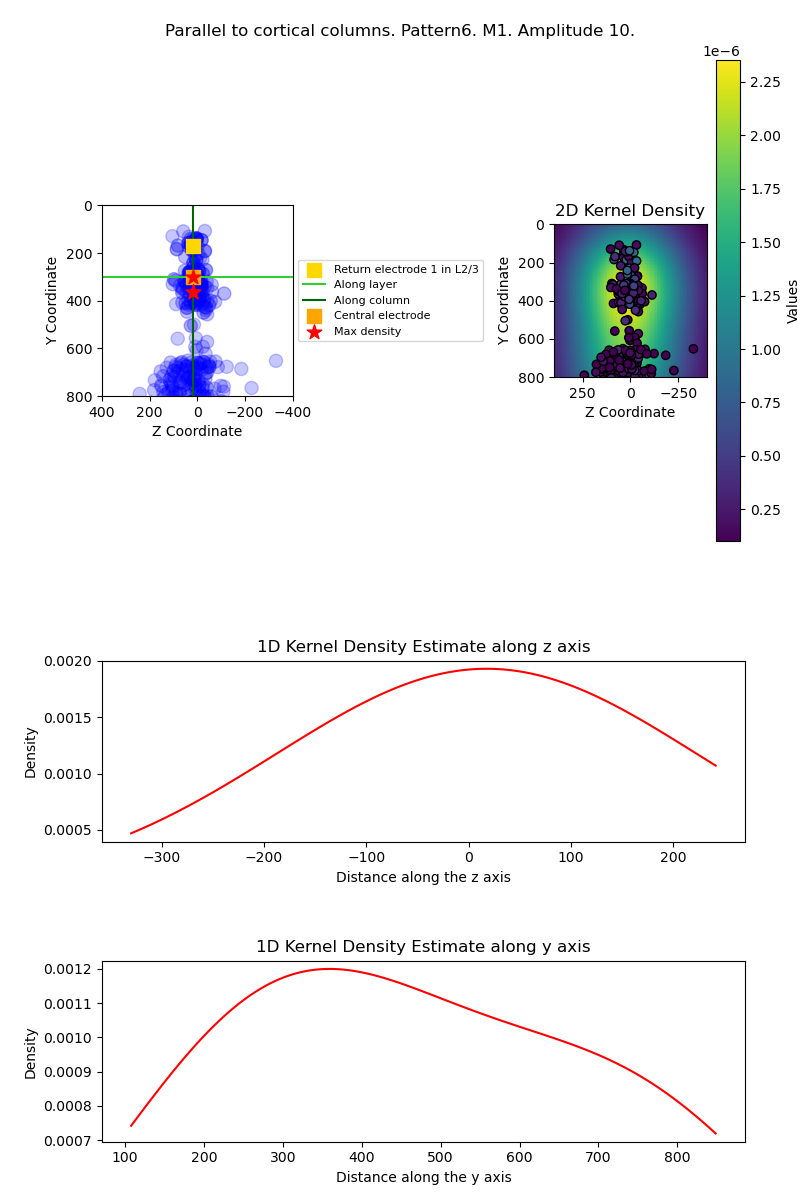 Parallel to cortical columns. Pattern6. M1. Amplitude 10.
1e−6
2.25
2.00
1.75
1.50
1.25
1.00
0.75
0.50
0.25
Values
0
200
400
600
800
Y Coordinate
400 200 0 −200 −400
Z Coordinate
Return electrode 1 in L2/3
Along layer
Along column
Central electrode
Max density
2D Kernel Density
0
200
400
600
800
Y Coordinate
250 0 −250
Z Coordinate
1D Kernel Density Estimate along z axis
0.0020
0.0015
0.0010
0.0005
Density
−300 −200 −100 0 100 200
Distance along the z axis
1D Kernel Density Estimate along y axis
0.0012
0.0011
0.0010
0.0009
0.0008
0.0007
Density
100 200 300 400 500 600 700 800
Distance along the y axis